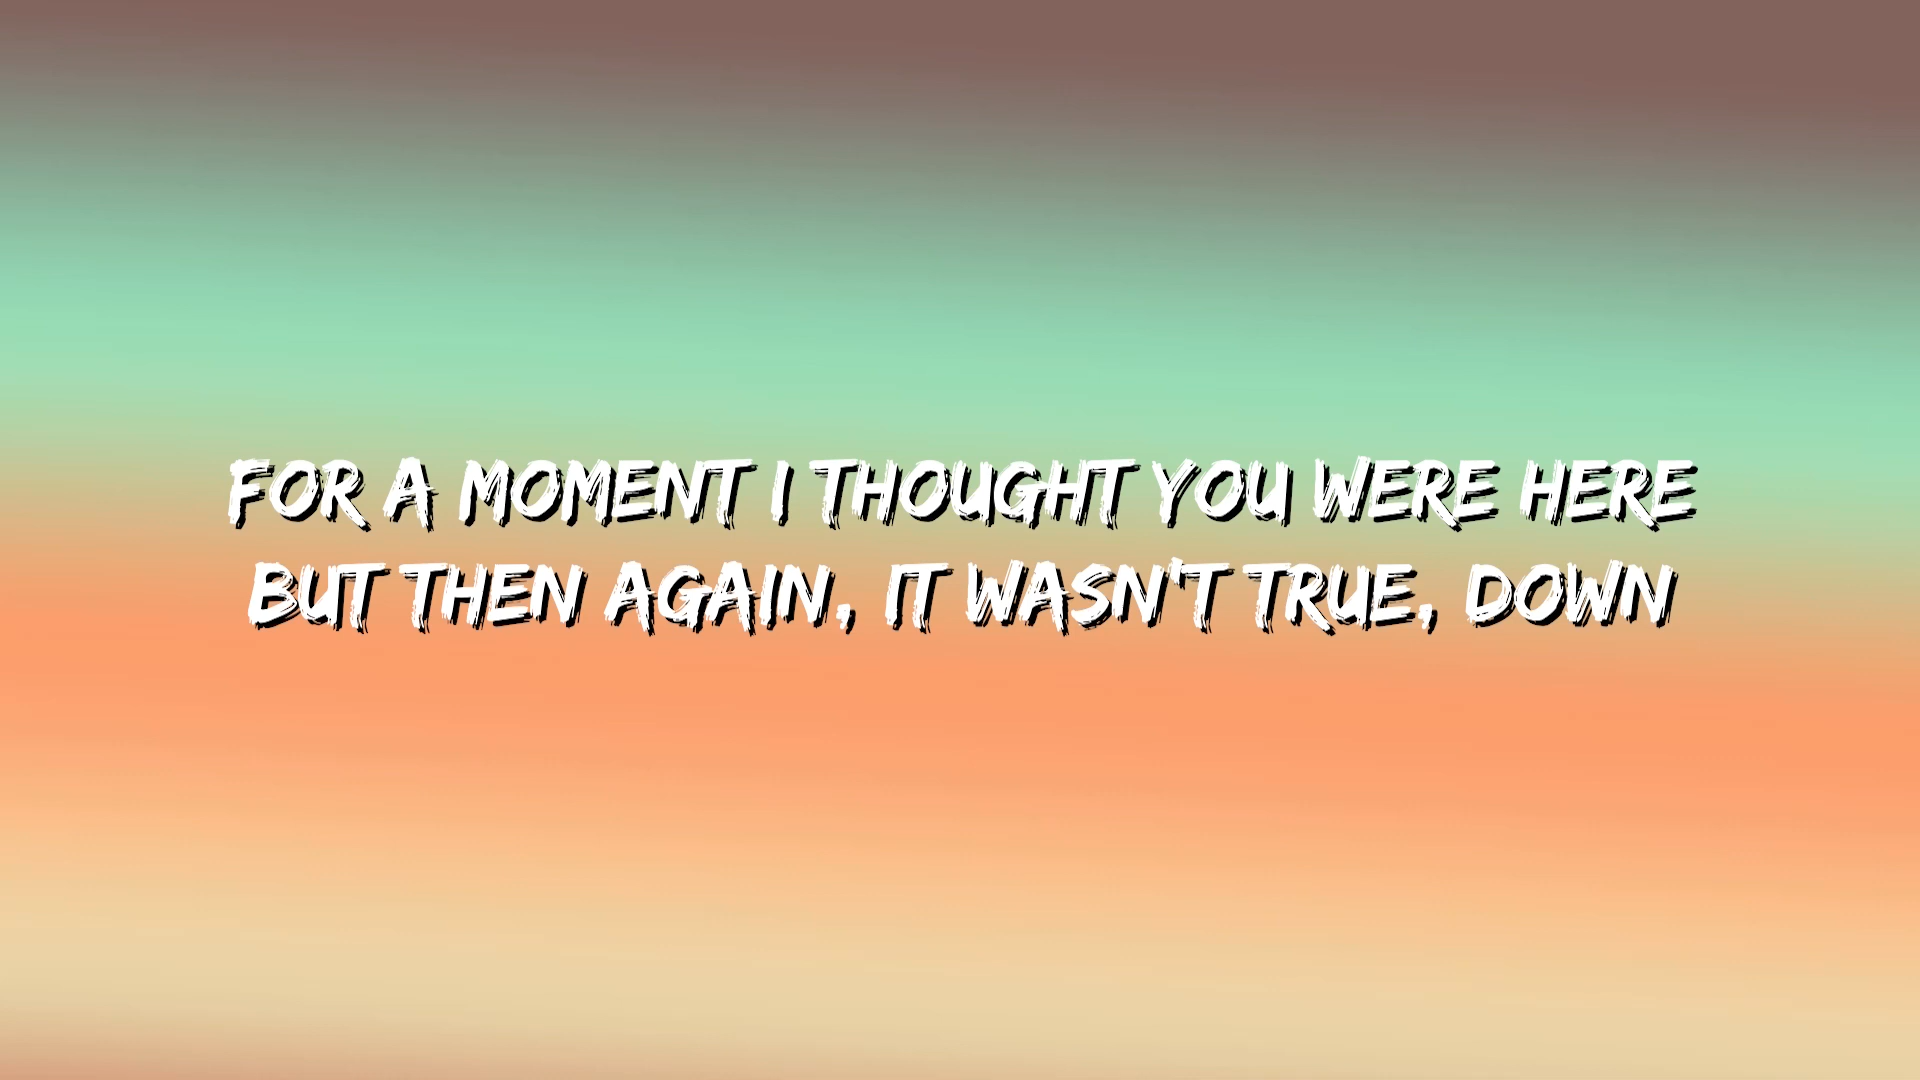 FOR A MOMENT I THOUGHT YOU WERE HERE
BUT THEN AGAIN, IT WASN'T TRUE, DOWN